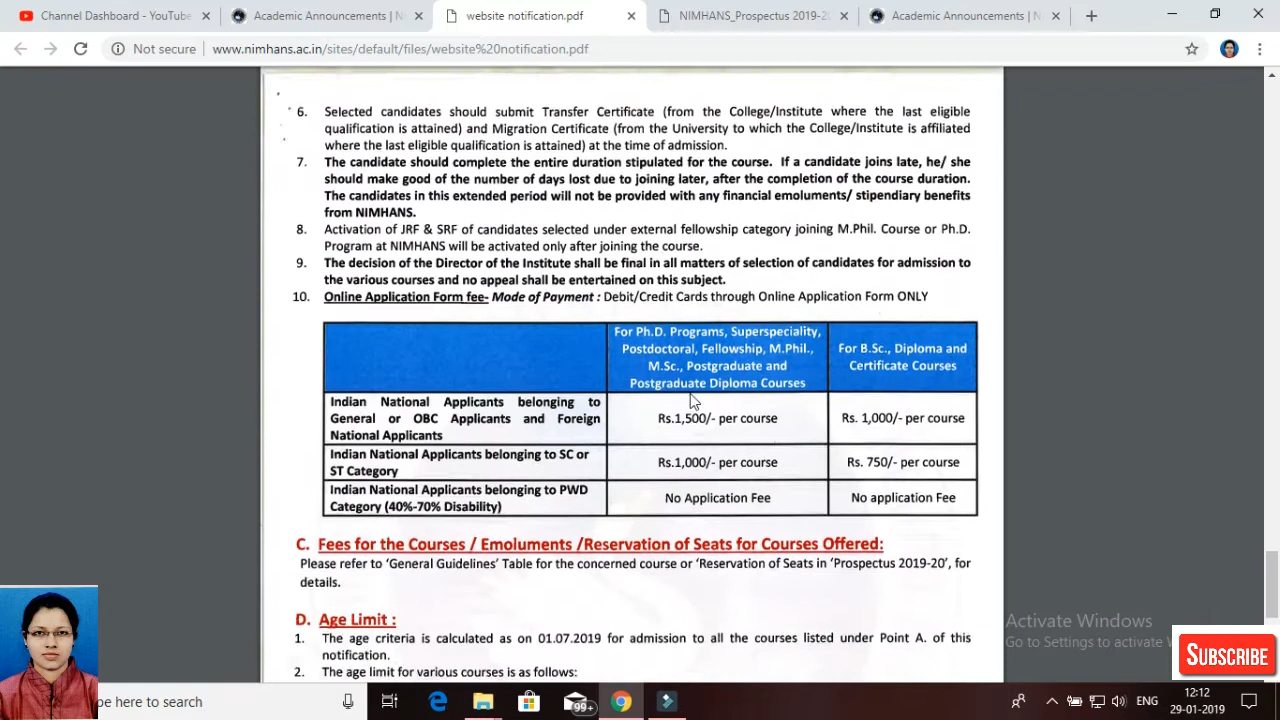 Dashboard Channel - YouTube
Academic Announcements | N
website notification.pdf
NIMHANS_Prospectus 2019-20
Academic Announcements | N
Not secure
www.nimhans.ac.in/sites/default/files/website%20notification.pdf
6. Selected candidates should submit Transfer Certificate (from the College/Institute where the last eligible
qualification is attained) and Migration Certificate (from the University to which the College/Institute is affiliated
where the last eligible qualification is attained) at the time of admission.
7. The candidate should complete the entire duration stipulated for the course. If a candidate joins late, he/ she
should make good of the number of days lost due to joining later, after the completion of the course duration.
The candidates in this extended period will not be provided with any financial emoluments/ stipendiary benefits
from NIMHANS.
8. Activation of JRF & SRF of candidates selected under external fellowship category joining M.Phil. Course or Ph.D.
Program at NIMHANS will be activated only after joining the course.
9. The decision of the Director of the Institute shall be final in all matters of selection of candidates for admission to
the various courses and no appeal shall be entertained on this subject.
10. Online Application Form fee- Mode of Payment : Debit/Credit Cards through Online Application Form ONLY
For Ph.D. Programs, Superspeciality,
Postdoctoral, Fellowship, M.Phil.,
M.Sc., Postgraduate and
Postgraduate Diploma Courses
For B.Sc., Diploma and
Certificate Courses
Indian National Applicants belonging to
General or OBC Applicants and Foreign
National Applicants
Rs.1,500/- per course
Rs. 1,000/- per course
Indian National Applicants belonging to SC or
ST Category
Rs.1,000/- per course
Rs. 750/- per course
Indian National Applicants belonging to PWD
Category (40%-70% Disability)
No Application Fee
No application Fee
C. Fees for the Courses / Emoluments /Reservation of Seats for Courses Offered:
Please refer to 'General Guidelines' Table for the concerned course or 'Reservation of Seats in 'Prospectus 2019-20', for
details.
D. Age Limit :
1. The age criteria is calculated as on 01.07.2019 for admission to all the courses listed under Point A. of this
notification.
2. The age limit for various courses is as follows:
Activate Windows
Go to Settings to activate W
SUBSCRIBE
pe here to search
99+
ENG
12:12
29-01-2019